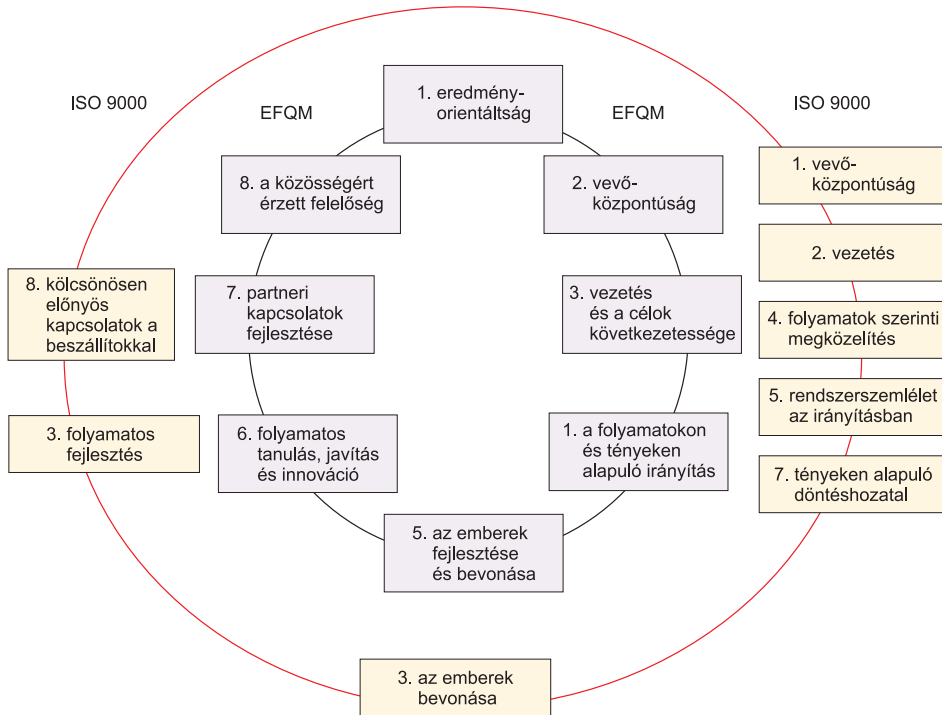 ISO 9000
EFQM
1. eredmény-
orientáltság
EFQM
ISO 9000
8. a közösségért
érzett felelőség
2. vevő-
központúság
1. vevő-
központúság
2. vezetés
8. kölcsönösen
előnyös
kapcsolatok a
beszállítokkal
7. partneri
kapcsolatok
fejlesztése
3. vezetés
és a célok
következetessége
4. folyamatok szerinti
megközelítés
5. rendszerszemlélet
az irányításban
3. folyamatos
fejlesztés
6. folyamatos
tanulás, javítás
és innováció
1. a folyamatokon
és tényeken
alapuló irányítás
7. tényeken alapuló
döntéshozatal
5. az emberek
fejlesztése
és bevonása
3. az emberek
bevonása